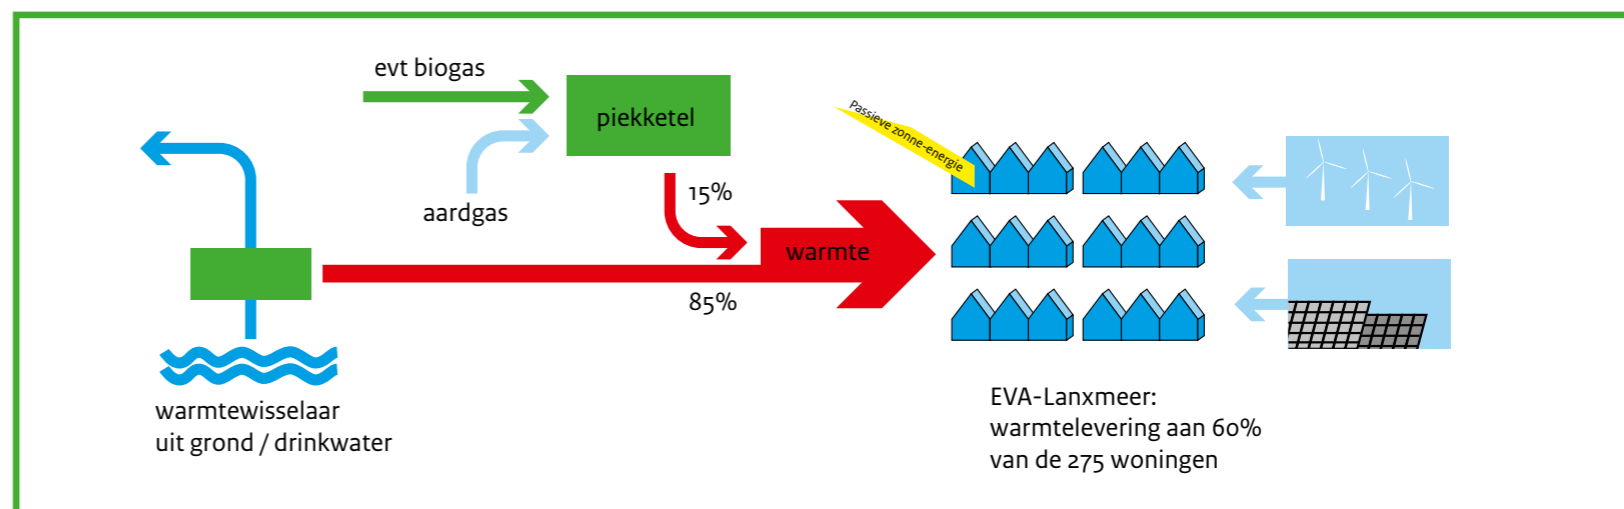 evt biogas
piekketel
Passieve zonne-energie
aardgas
15%
warmte
85%
warmtewisselaar
uit grond / drinkwater
EVA-Lanxmeer:
warmtelevering aan 60%
van de 275 woningen